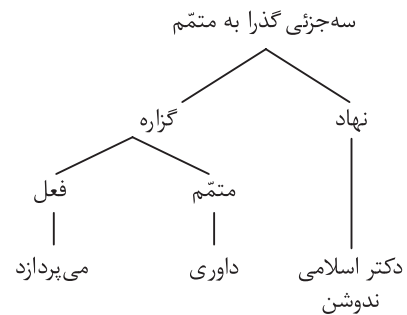 سه‌جزئی گذرا به متمّم
نهاد
گزاره
متمّم
فعل
دکتر اسلامی
ندوشن
داوری
می‌پردازد